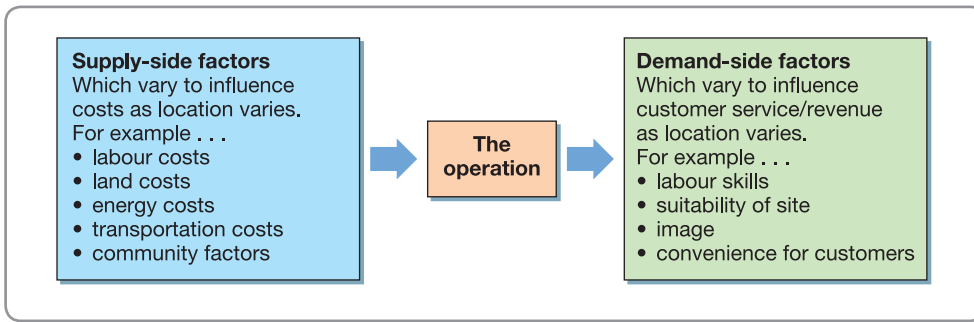 Supply-side factors
Which vary to influence
costs as location varies.
For example . . .
• labour costs
• land costs
• energy costs
• transportation costs
• community factors
The
operation
Demand-side factors
Which vary to influence
customer service/revenue
as location varies.
For example . . .
• labour skills
• suitability of site
• image
• convenience for customers